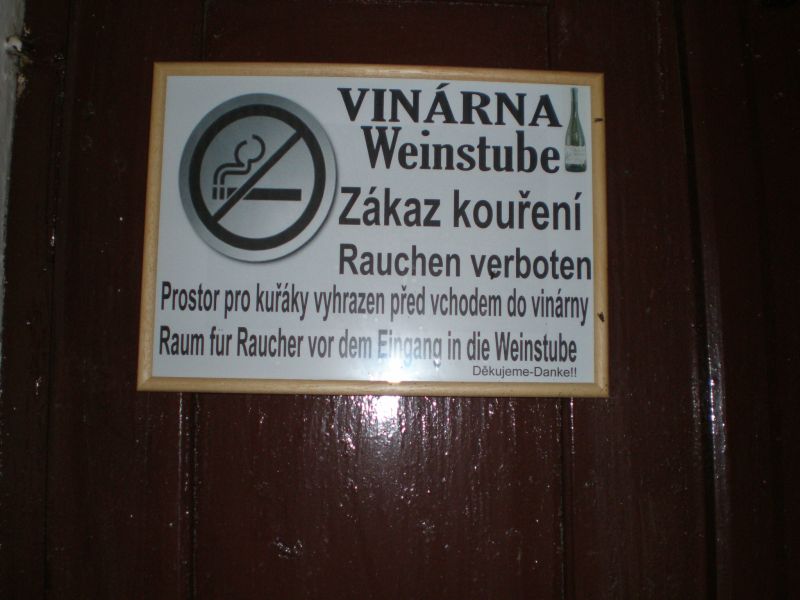 VINÁRNA
Weinstube
Zákaz kouření
Rauchen verboten
Prostor pro kuřáky vyhrazen před vchodem do vinárny
Raum fur Raucher vor dem Eingang in die Weinstube
Děkujeme-Danke!!